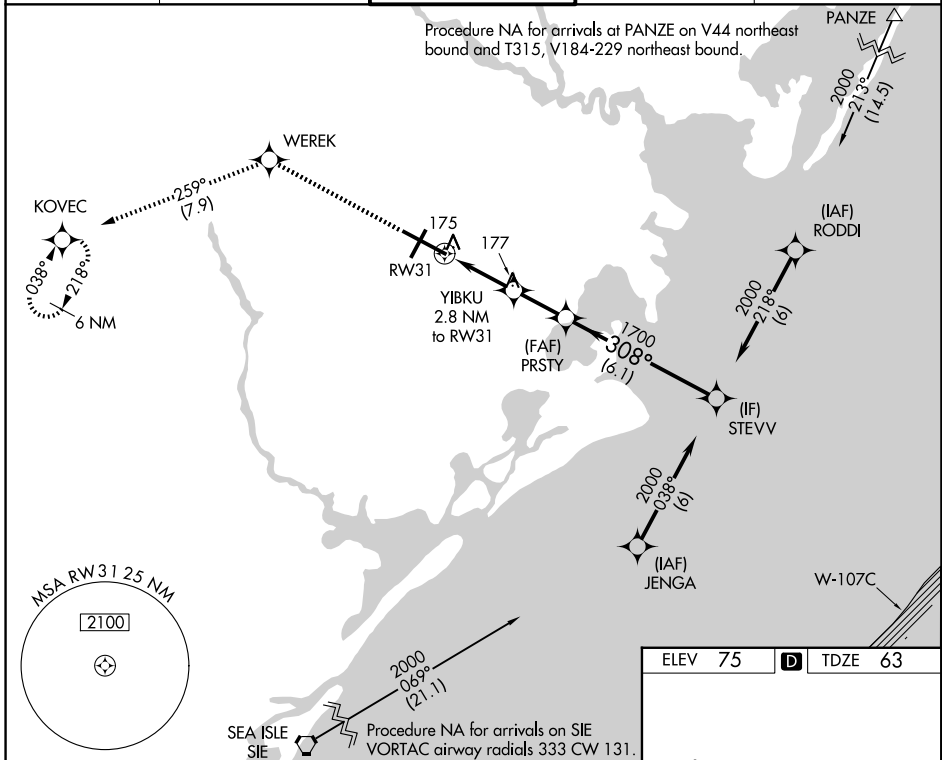 Procedure NA for arrivals at PANZE on V44 northeast
bound and T315, V184-229 northeast bound.
PANZE
2000
213°
(14.5)
WEREK
259°
(7.9)
KOVEC
038°
218°
6 NM
175
177
RW31
YIBKU
2.8 NM
to RW31
(FAF)
PRSTY
1700
308°
(6.1)
(IAF)
RODDI
2000
218°
(6)
(IF)
STEVV
2000
038°
(6)
(IAF)
JENGA
W-107C
MSA RW31 25 NM
2100
2000
069°
(21.1)
SEA ISLE
SIE
Procedure NA for arrivals on SIE
VORTAC airway radials 333 CW 131.
ELEV 75 D TDZE 63